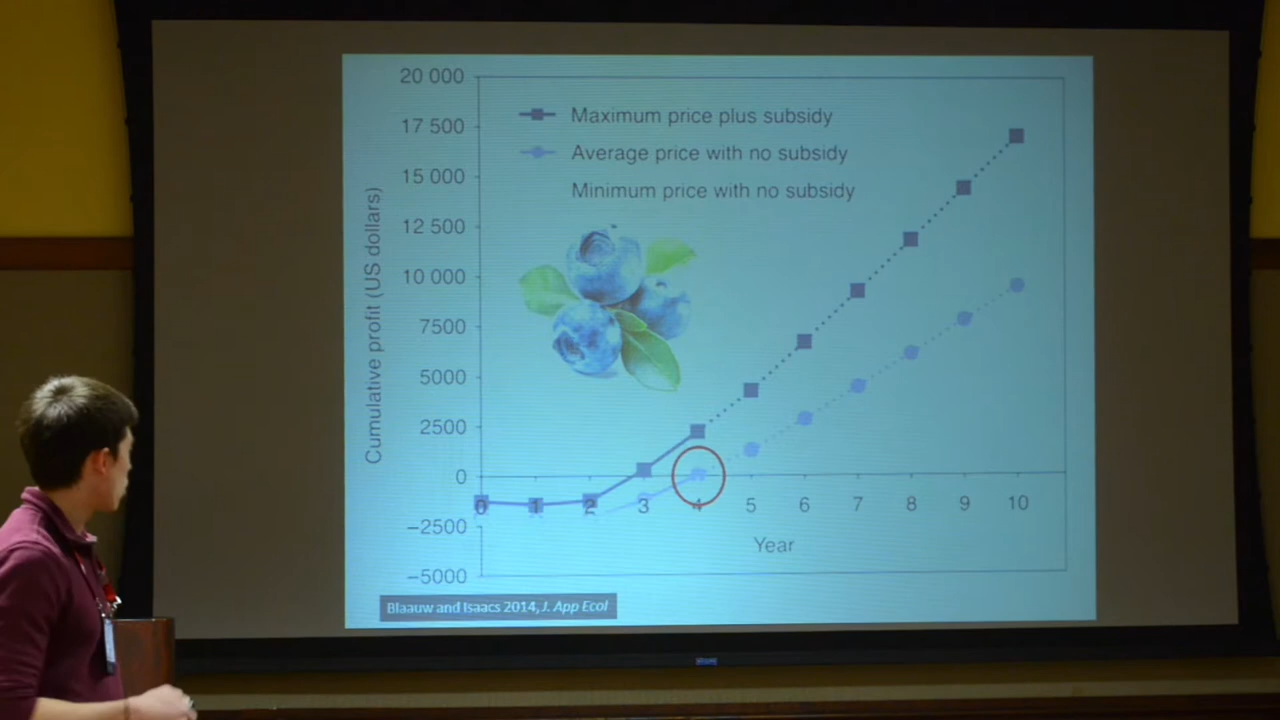 20 000
17 500
15 000
12 500
10 000
7500
5000
2500
0
−2500
−5000
Cumulative profit (US dollars)
Maximum price plus subsidy
Average price with no subsidy
Minimum price with no subsidy
0 1 2 3 4 5 6 7 8 9 10
Year
Blaauw and Isaacs 2014, J. App Ecol